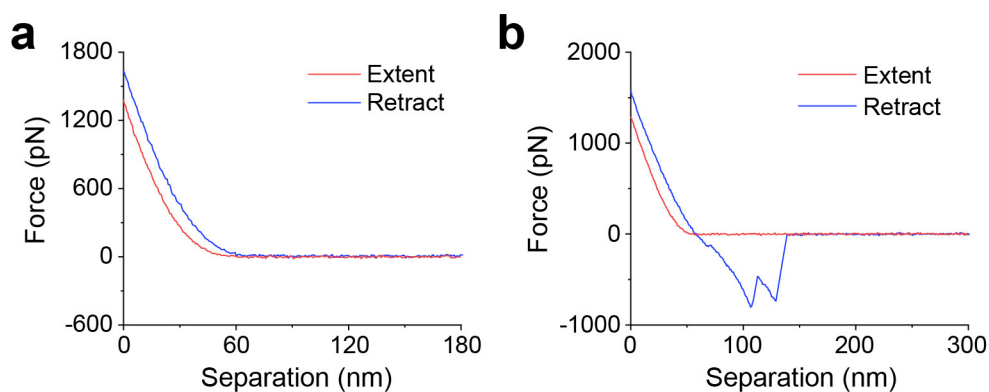 a
1800
1200
600
0
-600
Force (pN)
Extent
Retract
0
60
120
180
Separation (nm)
b
2000
1000
0
-1000
Force (pN)
Extent
Retract
0
100
200
300
Separation (nm)